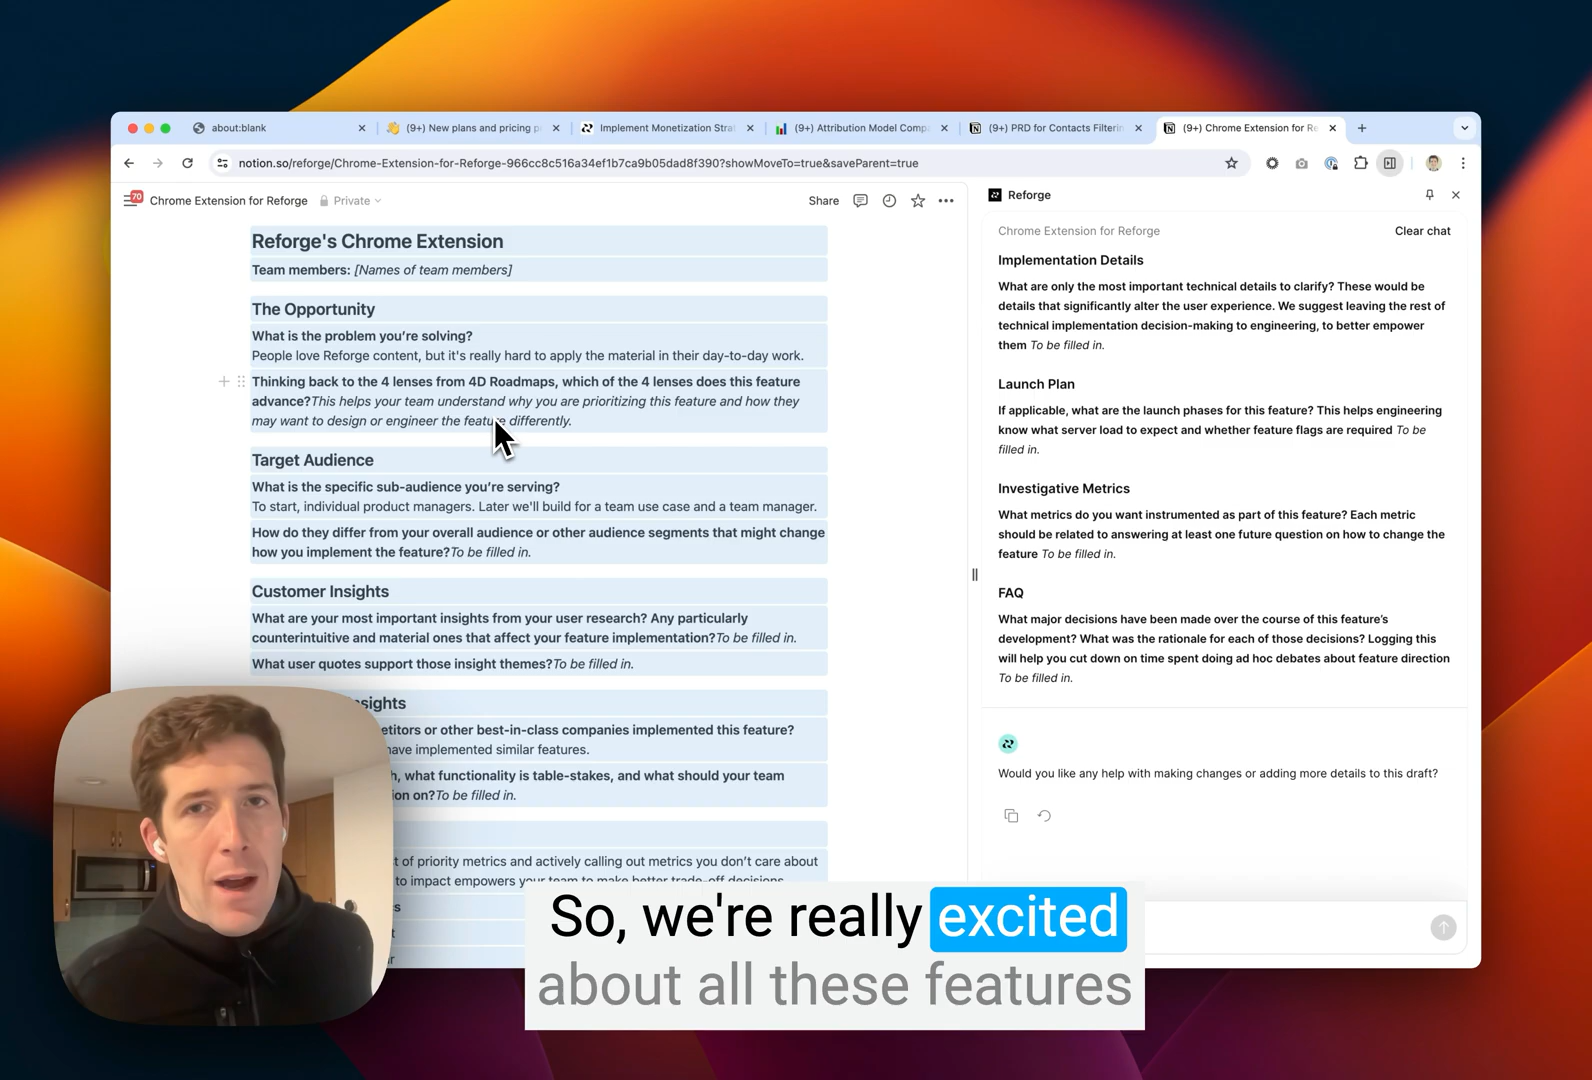 about:blank
(9+) New plans and pricing p
Implement Monetization Strat
(9+) Attribution Model Comp
(9+) PRD for Contacts Filterin
(9+) Chrome Extension for Re
notion.so/reforge/Chrome-Extension-for-Reforge-966cc8c516a34ef1b7ca9b05dad8f390?showMoveTo=true&saveParent=true
70
Chrome Extension for Reforge
Private
Share
Reforge's Chrome Extension
Team members: [Names of team members]
The Opportunity
What is the problem you're solving?
People love Reforge content, but it's really hard to apply the material in their day-to-day work.
Thinking back to the 4 lenses from 4D Roadmaps, which of the 4 lenses does this feature
advance?This helps your team understand why you are prioritizing this feature and how they
may want to design or engineer the feature differently.
Target Audience
What is the specific sub-audience you're serving?
To start, individual product managers. Later we'll build for a team use case and a team manager.
How do they differ from your overall audience or other audience segments that might change
how you implement the feature?To be filled in.
Customer Insights
What are your most important insights from your user research? Any particularly
counterintuitive and material ones that affect your feature implementation?To be filled in.
What user quotes support those insight themes?To be filled in.
sights
etitors or other best-in-class companies implemented this feature?
have implemented similar features.
h, what functionality is table-stakes, and what should your team
on on?To be filled in.
t of priority metrics and actively calling out metrics you don't care about
to impact empowers your team to make better trade-off decisions
Reforge
Chrome Extension for Reforge
Clear chat
Implementation Details
What are only the most important technical details to clarify? These would be
details that significantly alter the user experience. We suggest leaving the rest of
technical implementation decision-making to engineering, to better empower
them To be filled in.
Launch Plan
If applicable, what are the launch phases for this feature? This helps engineering
know what server load to expect and whether feature flags are required To be
filled in.
Investigative Metrics
What metrics do you want instrumented as part of this feature? Each metric
should be related to answering at least one future question on how to change the
feature To be filled in.
FAQ
What major decisions have been made over the course of this feature's
development? What was the rationale for each of those decisions? Logging this
will help you cut down on time spent doing ad hoc debates about feature direction
To be filled in.
Would you like any help with making changes or adding more details to this draft?
So, we're really excited
about all these features